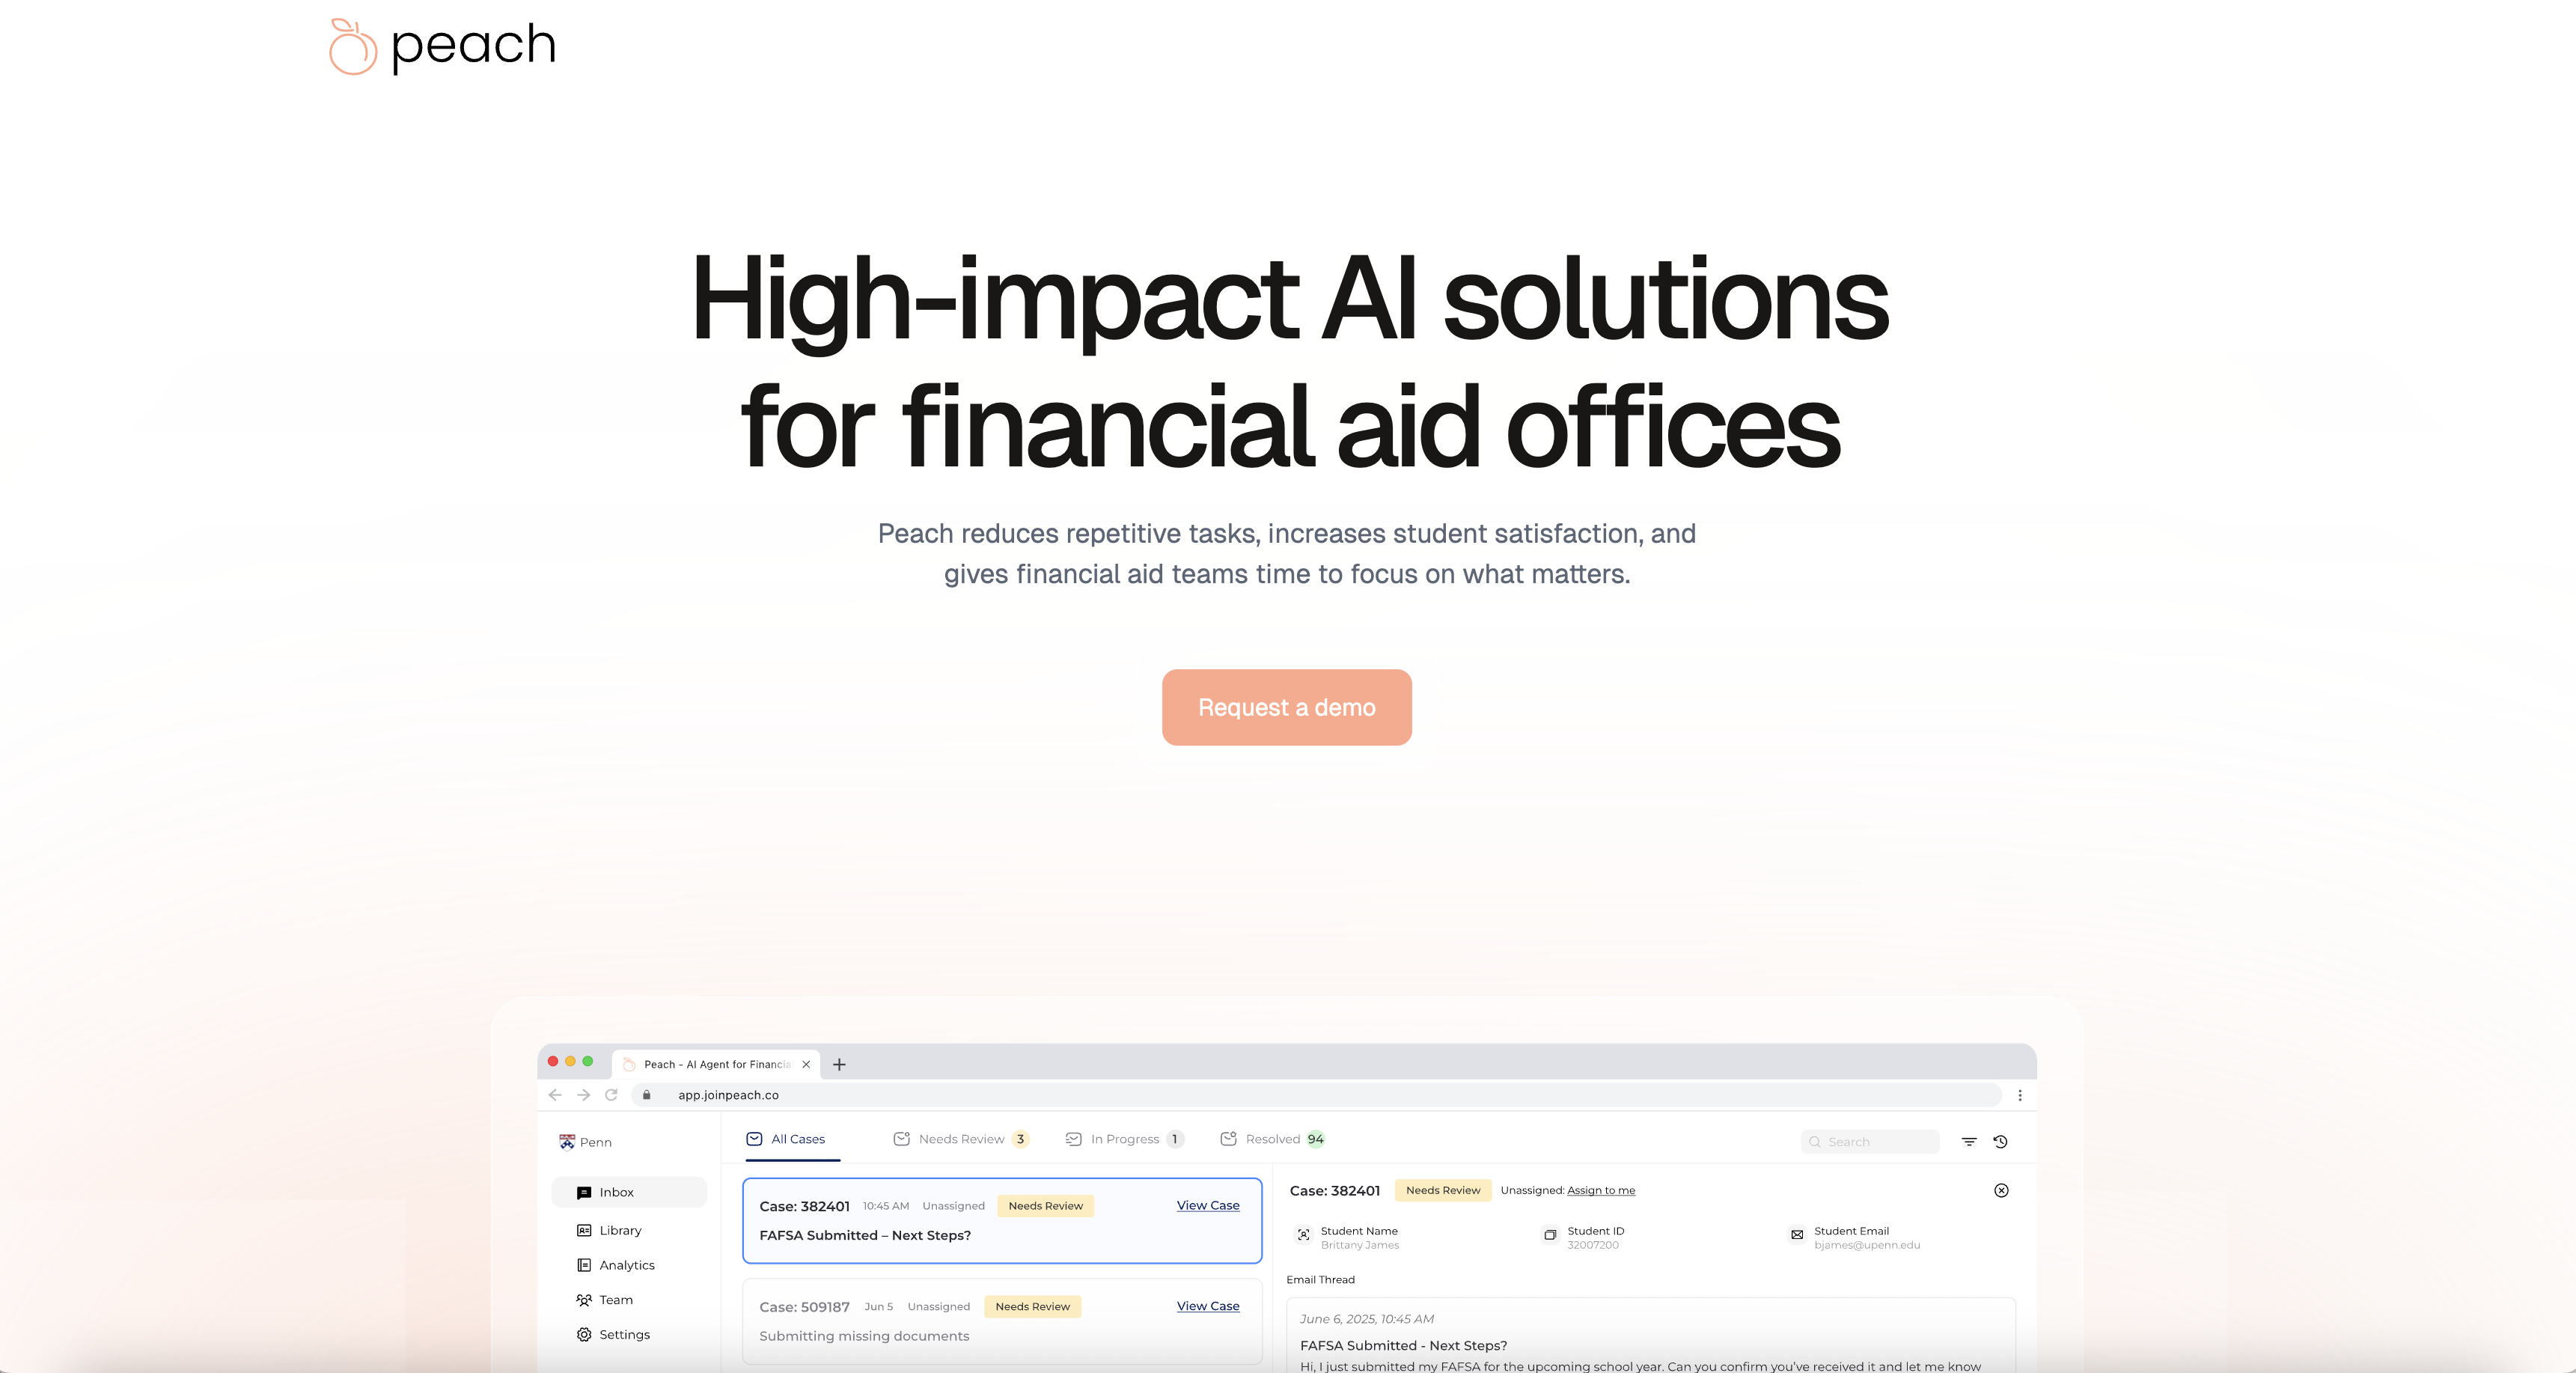 peach
High-impact AI solutions
for financial aid offices
Peach reduces repetitive tasks, increases student satisfaction, and
gives financial aid teams time to focus on what matters.
Request a demo
Peach - AI Agent for Financia
app.joinpeach.co
Penn
Inbox
Library
Analytics
Team
Settings
All Cases
Needs Review 3
In Progress 1
Resolved 94
Search
Case: 382401 10:45 AM Unassigned Needs Review View Case
FAFSA Submitted – Next Steps?
Case: 509187 Jun 5 Unassigned Needs Review View Case
Submitting missing documents
Case: 382401 Needs Review Unassigned: Assign to me
Student Name
Brittany James
Student ID
32007200
Student Email
bjames@upenn.edu
Email Thread
June 6, 2025, 10:45 AM
FAFSA Submitted - Next Steps?
Hi, I just submitted my FAFSA for the upcoming school year. Can you confirm you've received it and let me know